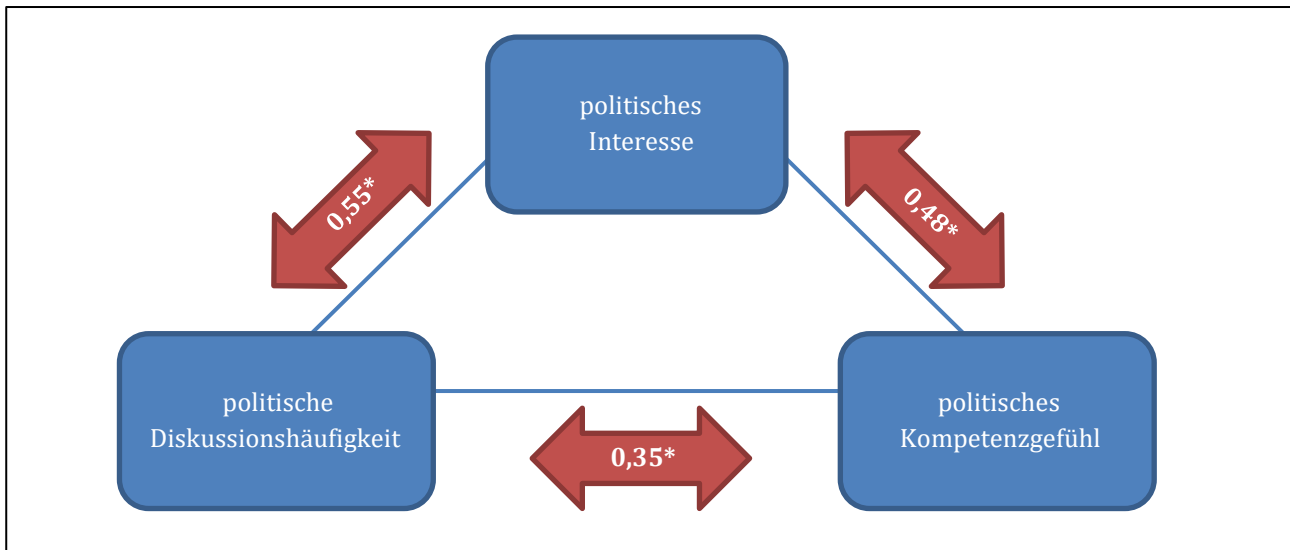 politisches
Interesse
0,55*
0,48*
politische
Diskussionshäufigkeit
politisches
Kompetenzgefühl
0,35*